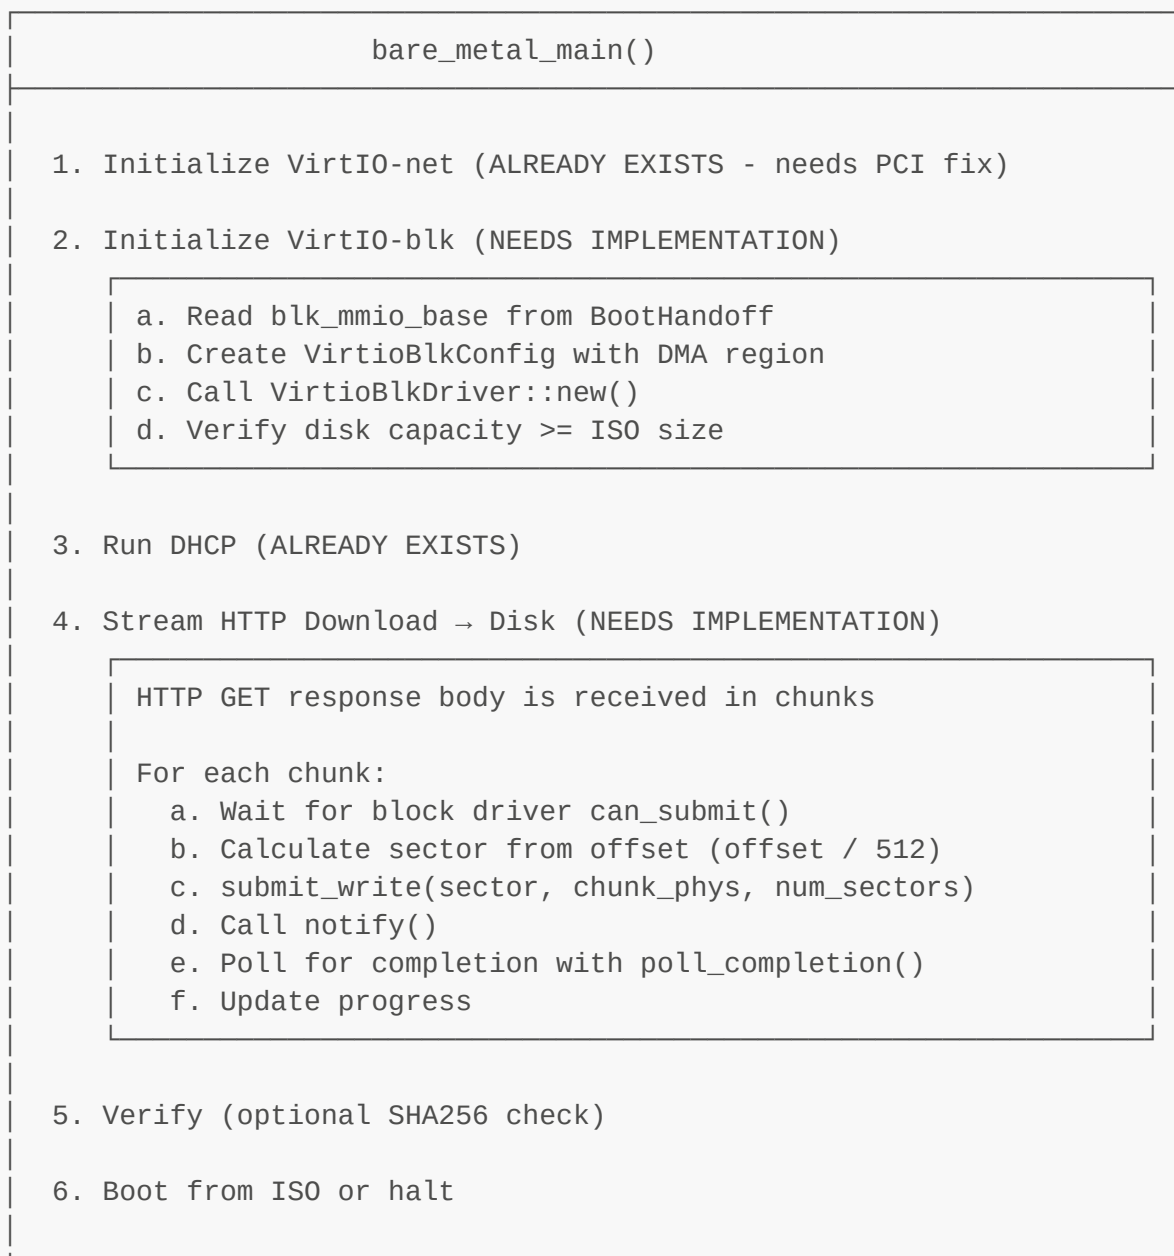 bare_metal_main()
1. Initialize VirtIO-net (ALREADY EXISTS - needs PCI fix)
2. Initialize VirtIO-blk (NEEDS IMPLEMENTATION)
a. Read blk_mmio_base from BootHandoff
b. Create VirtioBlkConfig with DMA region
c. Call VirtioBlkDriver::new()
d. Verify disk capacity >= ISO size
3. Run DHCP (ALREADY EXISTS)
4. Stream HTTP Download → Disk (NEEDS IMPLEMENTATION)
HTTP GET response body is received in chunks
For each chunk:
a. Wait for block driver can_submit()
b. Calculate sector from offset (offset / 512)
c. submit_write(sector, chunk_phys, num_sectors)
d. Call notify()
e. Poll for completion with poll_completion()
f. Update progress
5. Verify (optional SHA256 check)
6. Boot from ISO or halt